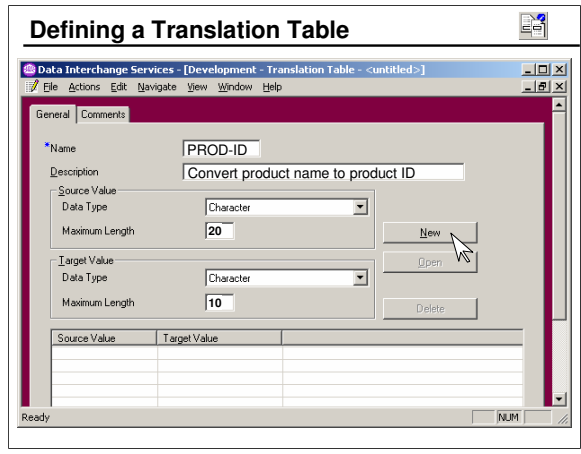 Defining a Translation Table
Data Interchange Services - [Development - Translation Table - <untitled>]
File Actions Edit Navigate View Window Help
General Comments
*Name PROD-ID
Description Convert product name to product ID
Source Value
Data Type Character
Maximum Length 20
New
Target Value
Open
Data Type Character
Maximum Length 10
Delete
Source Value Target Value
Ready NUM